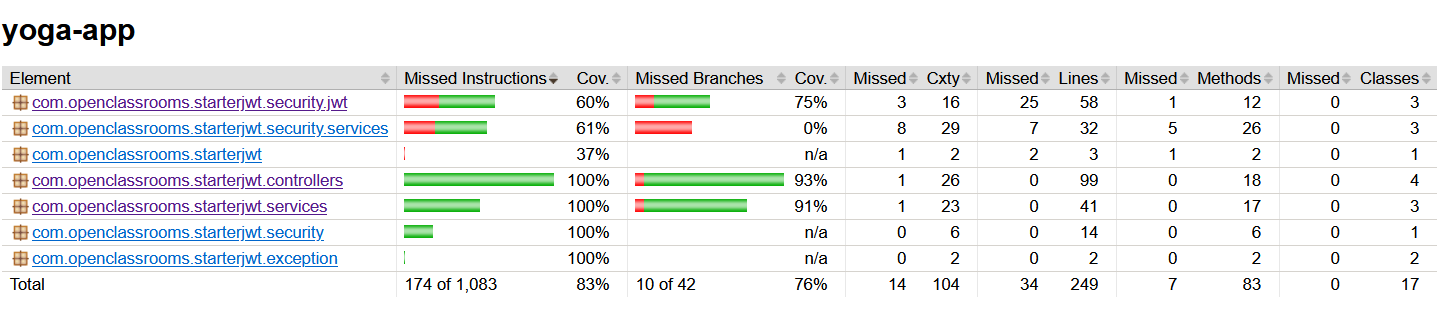 yoga-app
Element Missed Instructions Cov. Missed Branches Cov. Missed Cxty Missed Lines Missed Methods Missed Classes
com.openclassrooms.starterjwt.security.jwt 60% 75% 3 16 25 58 1 12 0 3
com.openclassrooms.starterjwt.security.services 61% 0% 8 29 7 32 5 26 0 3
com.openclassrooms.starterjwt 37% n/a 1 2 2 3 1 2 0 1
com.openclassrooms.starterjwt.controllers 100% 93% 1 26 0 99 0 18 0 4
com.openclassrooms.starterjwt.services 100% 91% 1 23 0 41 0 17 0 3
com.openclassrooms.starterjwt.security 100% n/a 0 6 0 14 0 6 0 1
com.openclassrooms.starterjwt.exception 100% n/a 0 2 0 2 0 2 0 2
Total 174 of 1,083 83% 10 of 42 76% 14 104 34 249 7 83 0 17